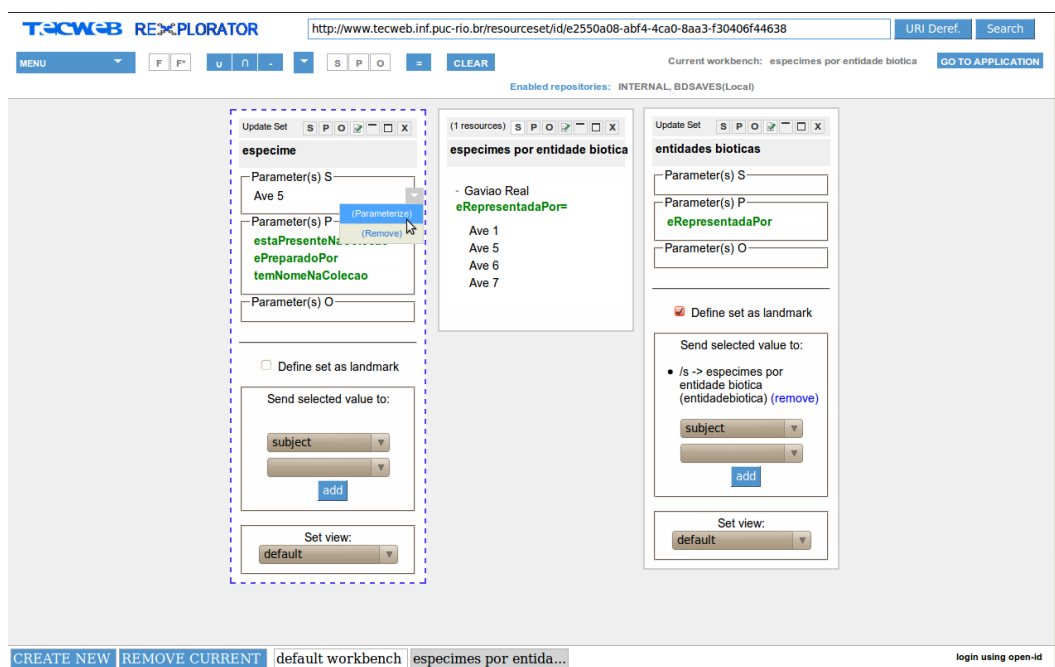 TECWEB REXPLORATOR http://www.tecweb.inf.puc-rio.br/resourceset/id/e2550a08-abf4-4ca0-8aa3-f30406f44638 URI Deref. Search
MENU F F* U ∩ - S P O = CLEAR Current workbench: especimes por entidade biotica GO TO APPLICATION
Enabled repositories: INTERNAL, BDSAVES(Local)
Update Set S P O X
especime
Parameter(s) S
Ave 5
(Parameterize)
(Remove)
Parameter(s) P
ePreparadoPor
temNomeNaColecao
Parameter(s) O
Define set as landmark
Send selected value to:
subject
add
Set view:
default
(1 resources) S P O X
especimes por entidade biotica
- Gaviao Real
eRepresentadaPor=
Ave 1
Ave 5
Ave 6
Ave 7
Update Set S P O X
entidades bioticas
Parameter(s) S
Parameter(s) P
eRepresentadaPor
Parameter(s) O
Define set as landmark
Send selected value to:
/s -> especimes por
entidade biotica
(entidadebiotica) (remove)
subject
add
Set view:
default
CREATE NEW REMOVE CURRENT default workbench especimes por entida... login using open-id